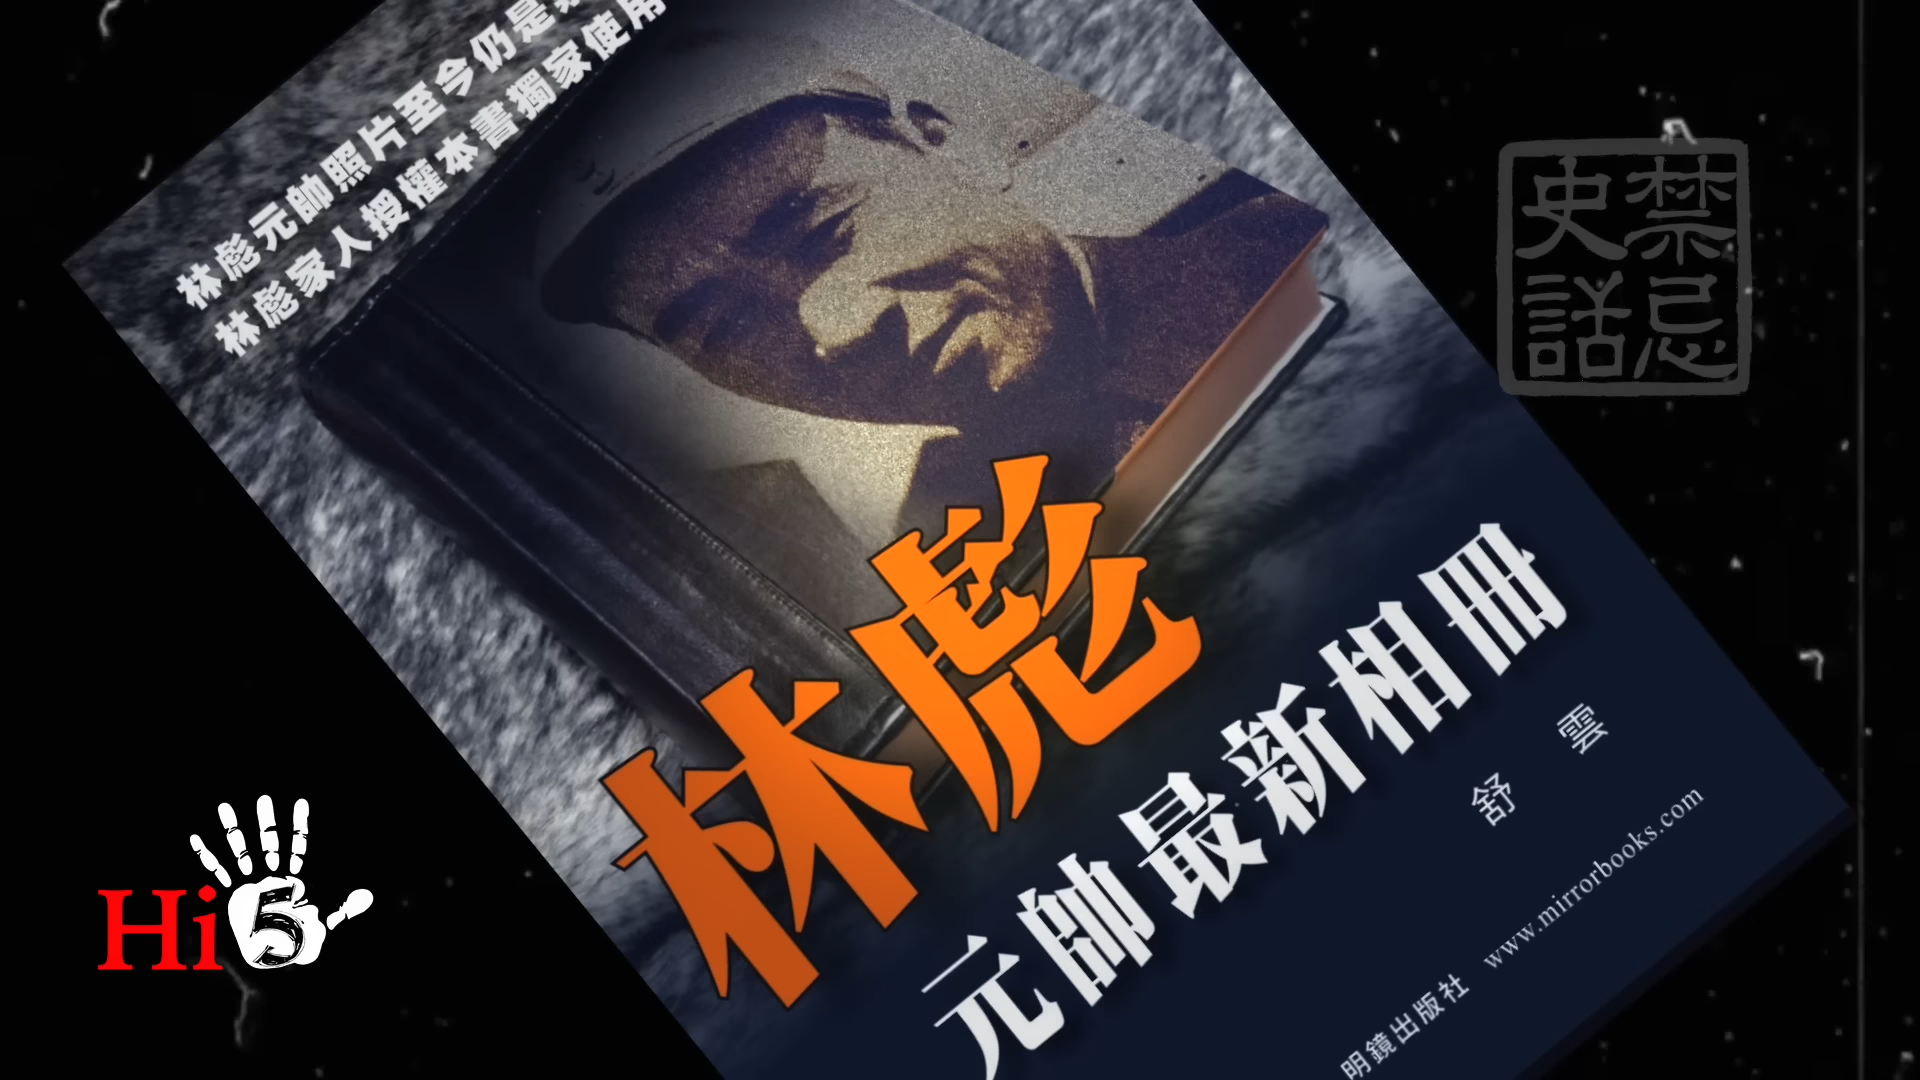 林彪元帥照片至今仍是
林彪家人授權本書獨家使用
禁忌
史話
林彪
元帥最新相冊
舒雲
明鏡出版社 www.mirrorbooks.com
Hi5